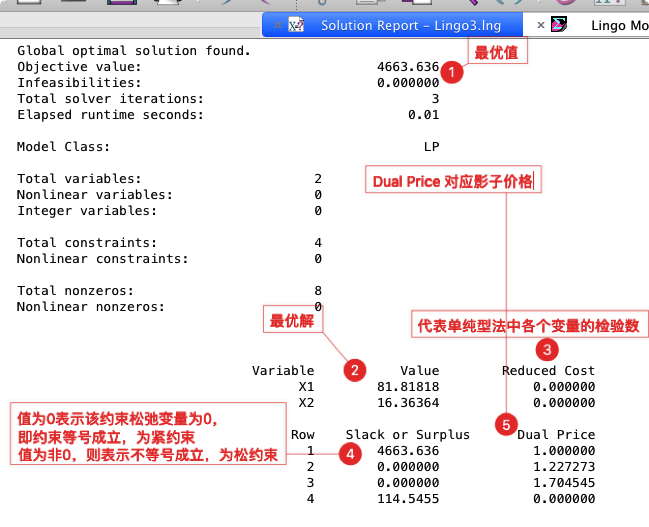 Solution Report - Lingo3.lng
Lingo Mo
Global optimal solution found.
最优值
Objective value: 4663.636
1
Infeasibilities: 0.000000
Total solver iterations: 3
Elapsed runtime seconds: 0.01
Model Class: LP
Total variables: 2
Dual Price 对应影子价格
Nonlinear variables: 0
Integer variables: 0
Total constraints: 4
Nonlinear constraints: 0
Total nonzeros: 8
Nonlinear nonzeros: 0
最优解
代表单纯型法中各个变量的检验数
3
Variable 2 Value Reduced Cost
X1 81.81818 0.000000
X2 16.36364 0.000000
值为0表示该约束松弛变量为0，
即约束等号成立，为紧约束
值为非0，则表示不等号成立，为松约束
5
Row Slack or Surplus Dual Price
4
1 4663.636 1.000000
2 0.000000 1.227273
3 0.000000 1.704545
4 114.5455 0.000000